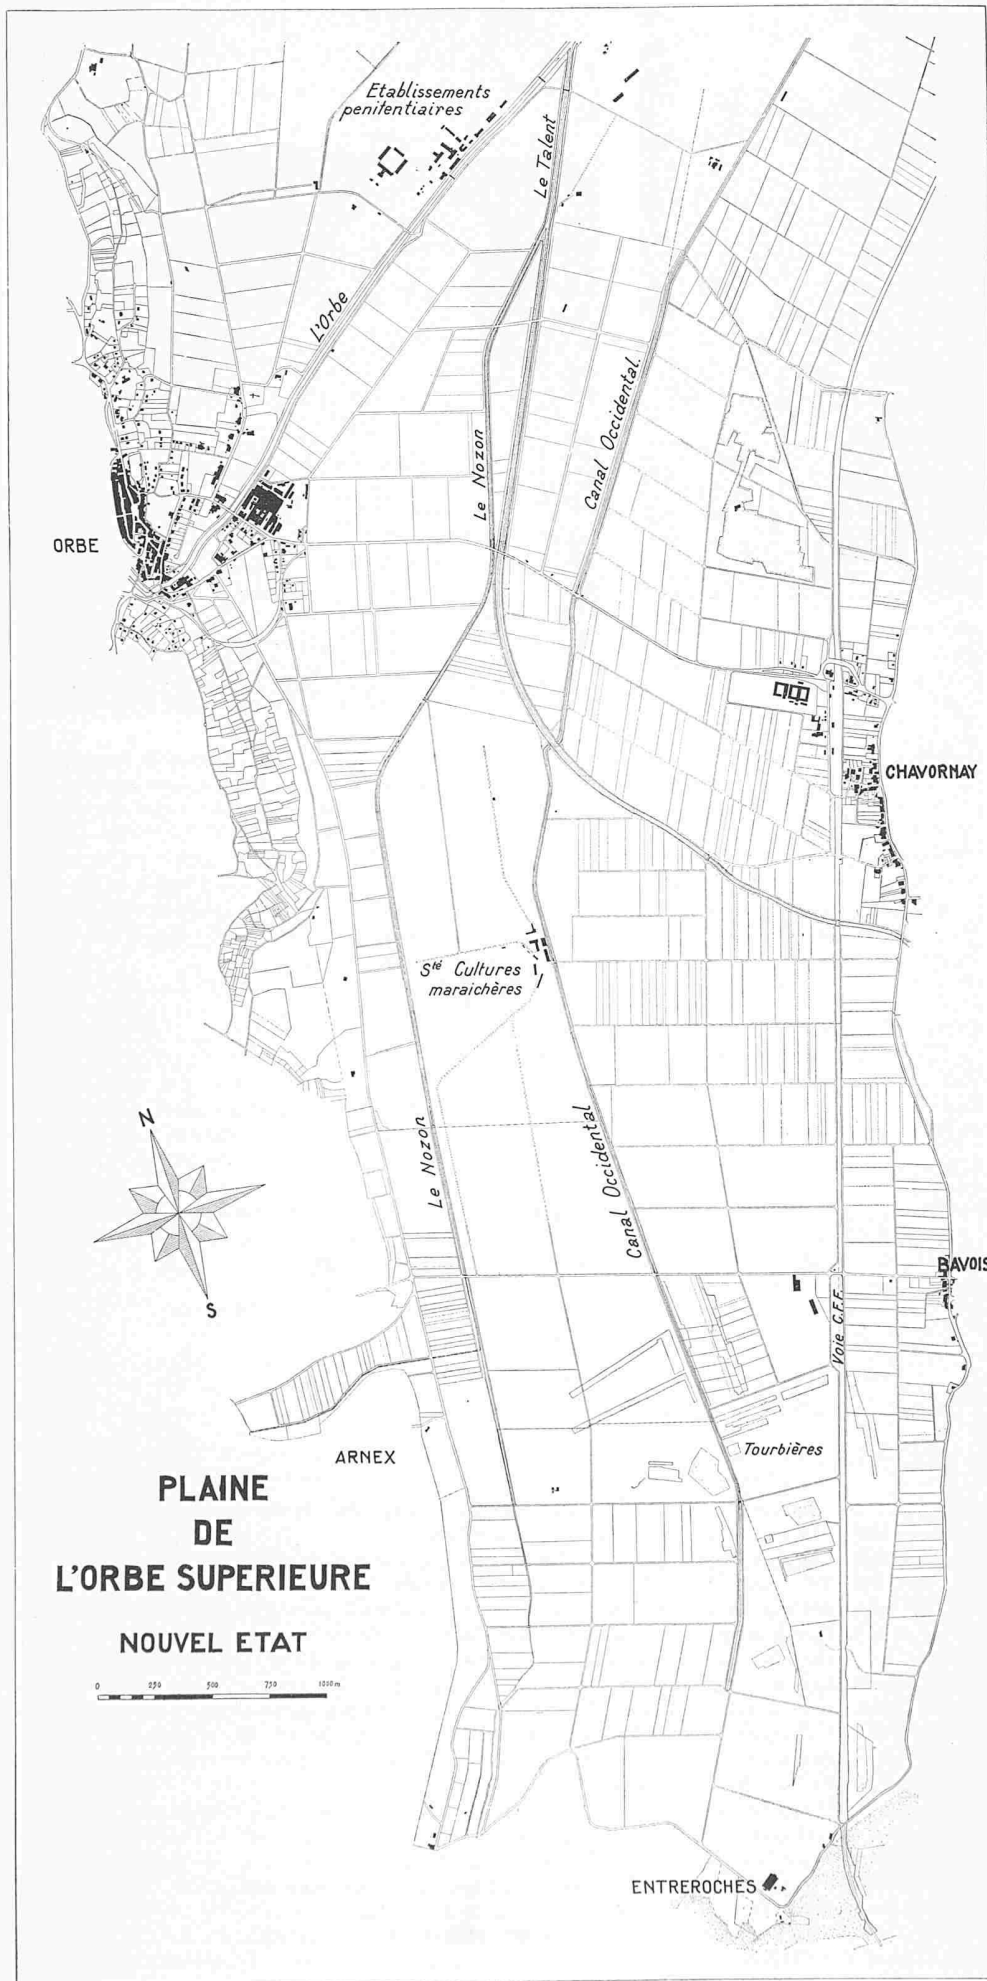 Etablissements
penitentiaires
Le Talent
L'Orbe
Canal Occidental.
Le Nozon
ORBE
CHAVORNAY
Sté Cultures
maraichères
N
S
Le Nozon
Canal Occidental
BAVOIS
Voie C.F.F.
ARNEX
Tourbières
PLAINE
DE
L'ORBE SUPERIEURE
NOUVEL ETAT
0 250 500 750 1000 m
ENTREROCHES